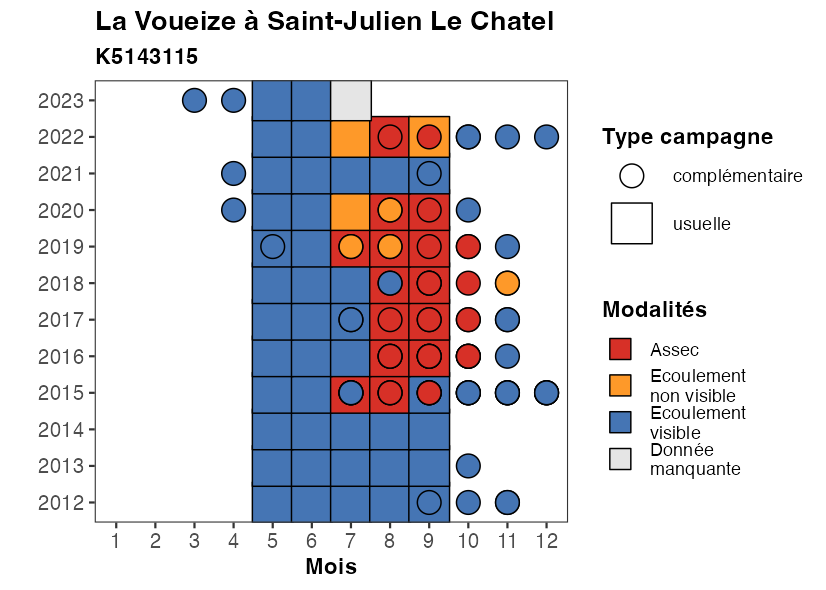 La Voueize à Saint-Julien Le Chatel
K5143115
2023
2022
2021
2020
2019
2018
2017
2016
2015
2014
2013
2012
1 2 3 4 5 6 7 8 9 10 11 12
Mois
Type campagne
complémentaire
usuelle
Modalités
Assec
Ecoulement
non visible
Ecoulement
visible
Donnée
manquante